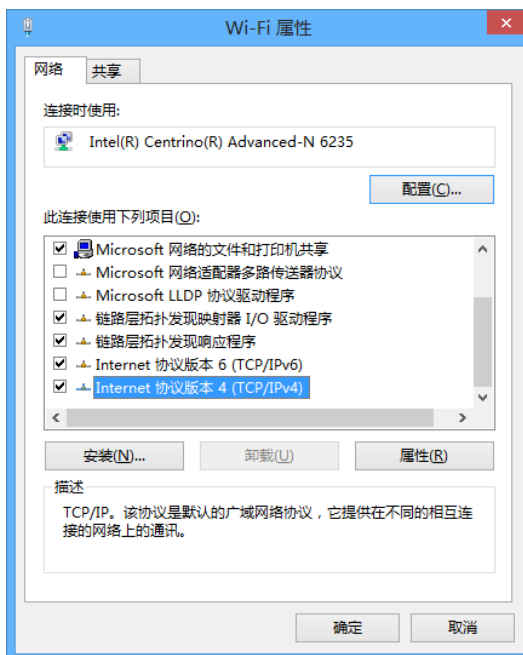 Wi-Fi 属性
网络 共享
连接时使用:
Intel(R) Centrino(R) Advanced-N 6235
配置(C)...
此连接使用下列项目(O):
Microsoft 网络的文件和打印机共享
Microsoft 网络适配器多路传送器协议
Microsoft LLDP 协议驱动程序
链路层拓扑发现映射器 I/O 驱动程序
链路层拓扑发现响应程序
Internet 协议版本 6 (TCP/IPv6)
Internet 协议版本 4 (TCP/IPv4)
安装(N)... 卸载(U) 属性(R)
描述
TCP/IP。该协议是默认的广域网络协议，它提供在不同的相互连
接的网络上的通讯。
确定 取消